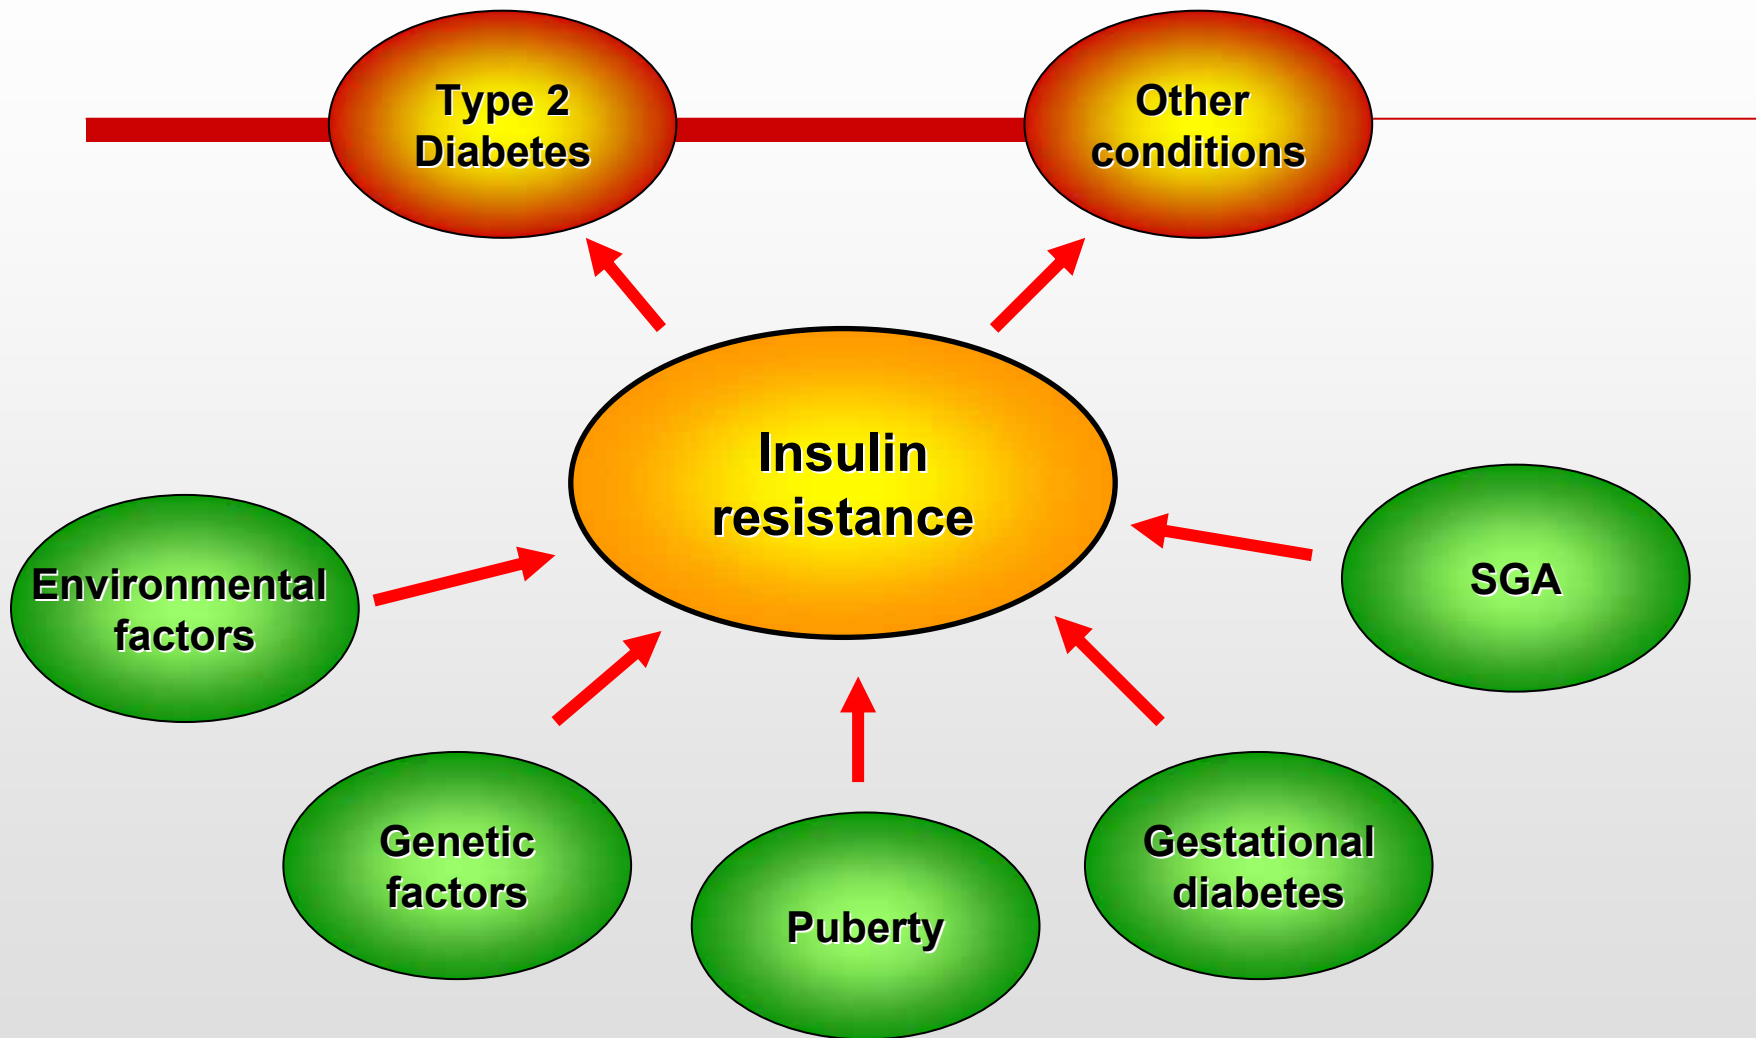 Type 2
Diabetes
Other
conditions
Insulin
resistance
Environmental
factors
SGA
Genetic
factors
Gestational
diabetes
Puberty